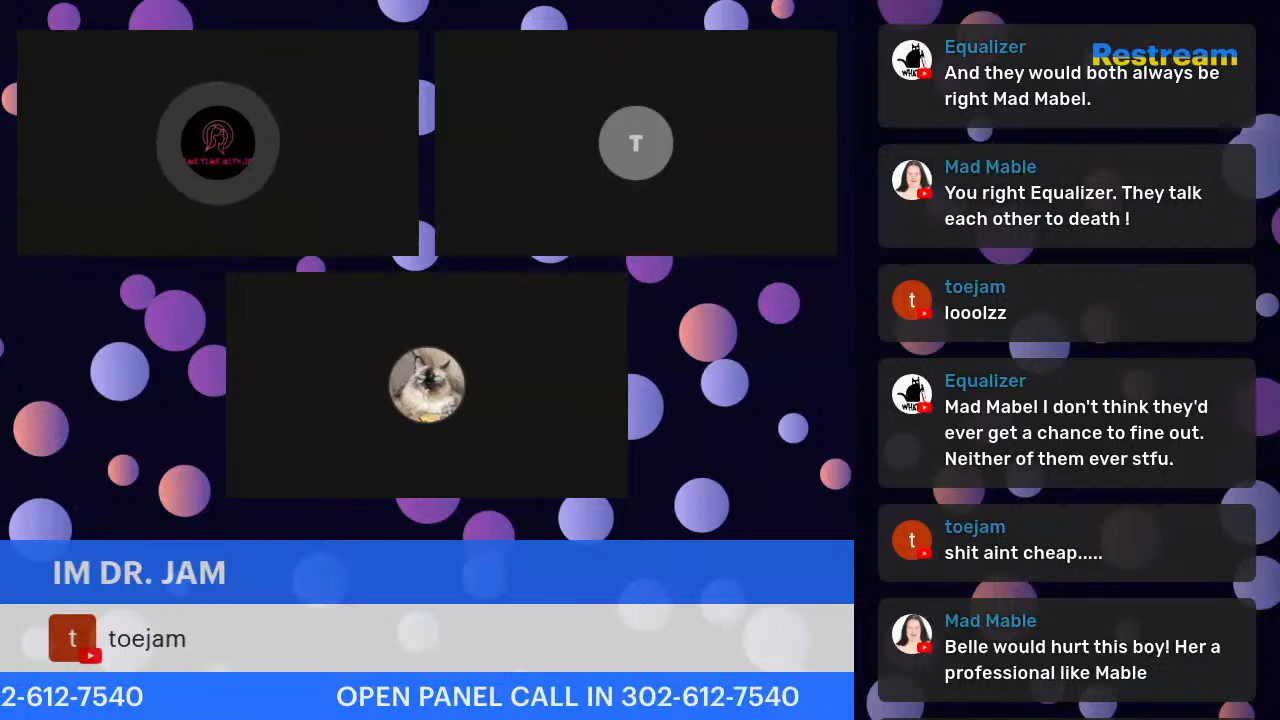 T
IM DR. JAM
t
toejam
2-612-7540
OPEN PANEL CALL IN 302-612-7540
Restream
Equalizer
And they would both always be
right Mad Mabel.
Mad Mable
You right Equalizer. They talk
each other to death !
t
toejam
looolzz
Equalizer
Mad Mabel I don't think they'd
ever get a chance to fine out.
Neither of them ever stfu.
t
toejam
shit aint cheap.....
Mad Mable
Belle would hurt this boy! Her a
professional like Mable